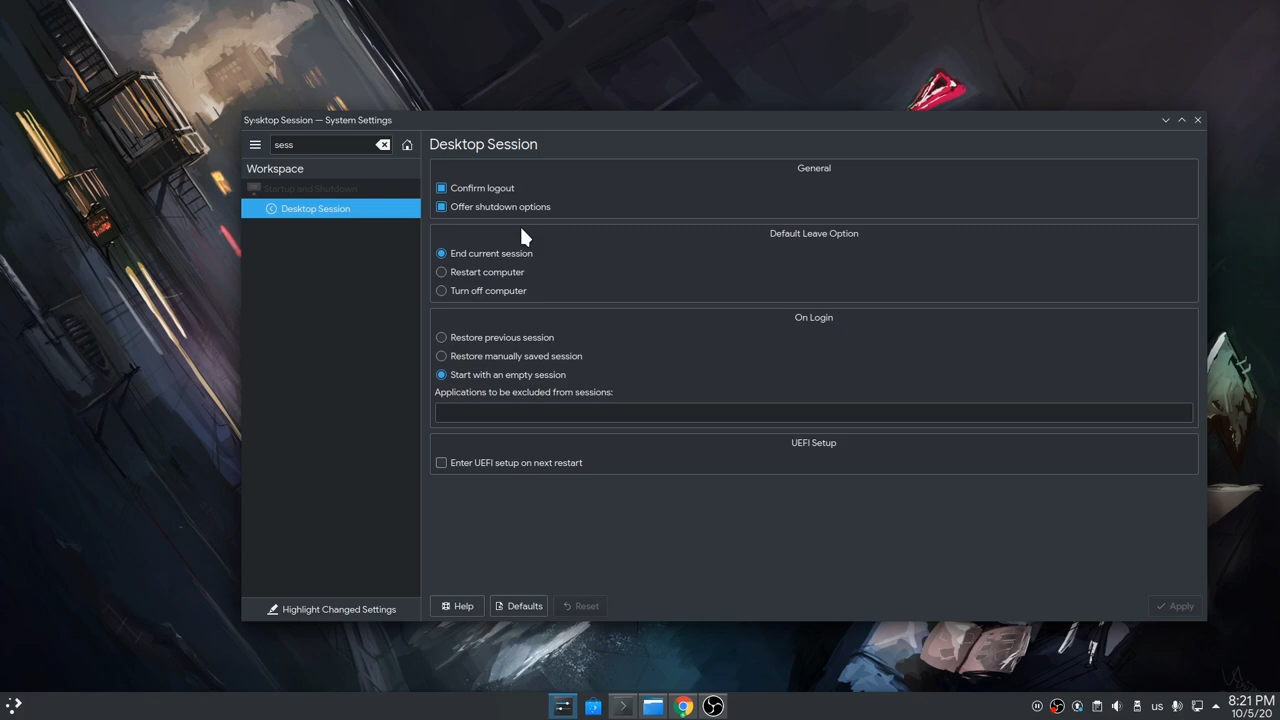 Sysktop Session — System Settings
sess
Workspace
Startup and Shutdown
Desktop Session
Highlight Changed Settings
Desktop Session
General
Confirm logout
Offer shutdown options
Default Leave Option
End current session
Restart computer
Turn off computer
On Login
Restore previous session
Restore manually saved session
Start with an empty session
Applications to be excluded from sessions:
UEFI Setup
Enter UEFI setup on next restart
Help
Defaults
Reset
Apply
us
8:21 PM
10/5/20